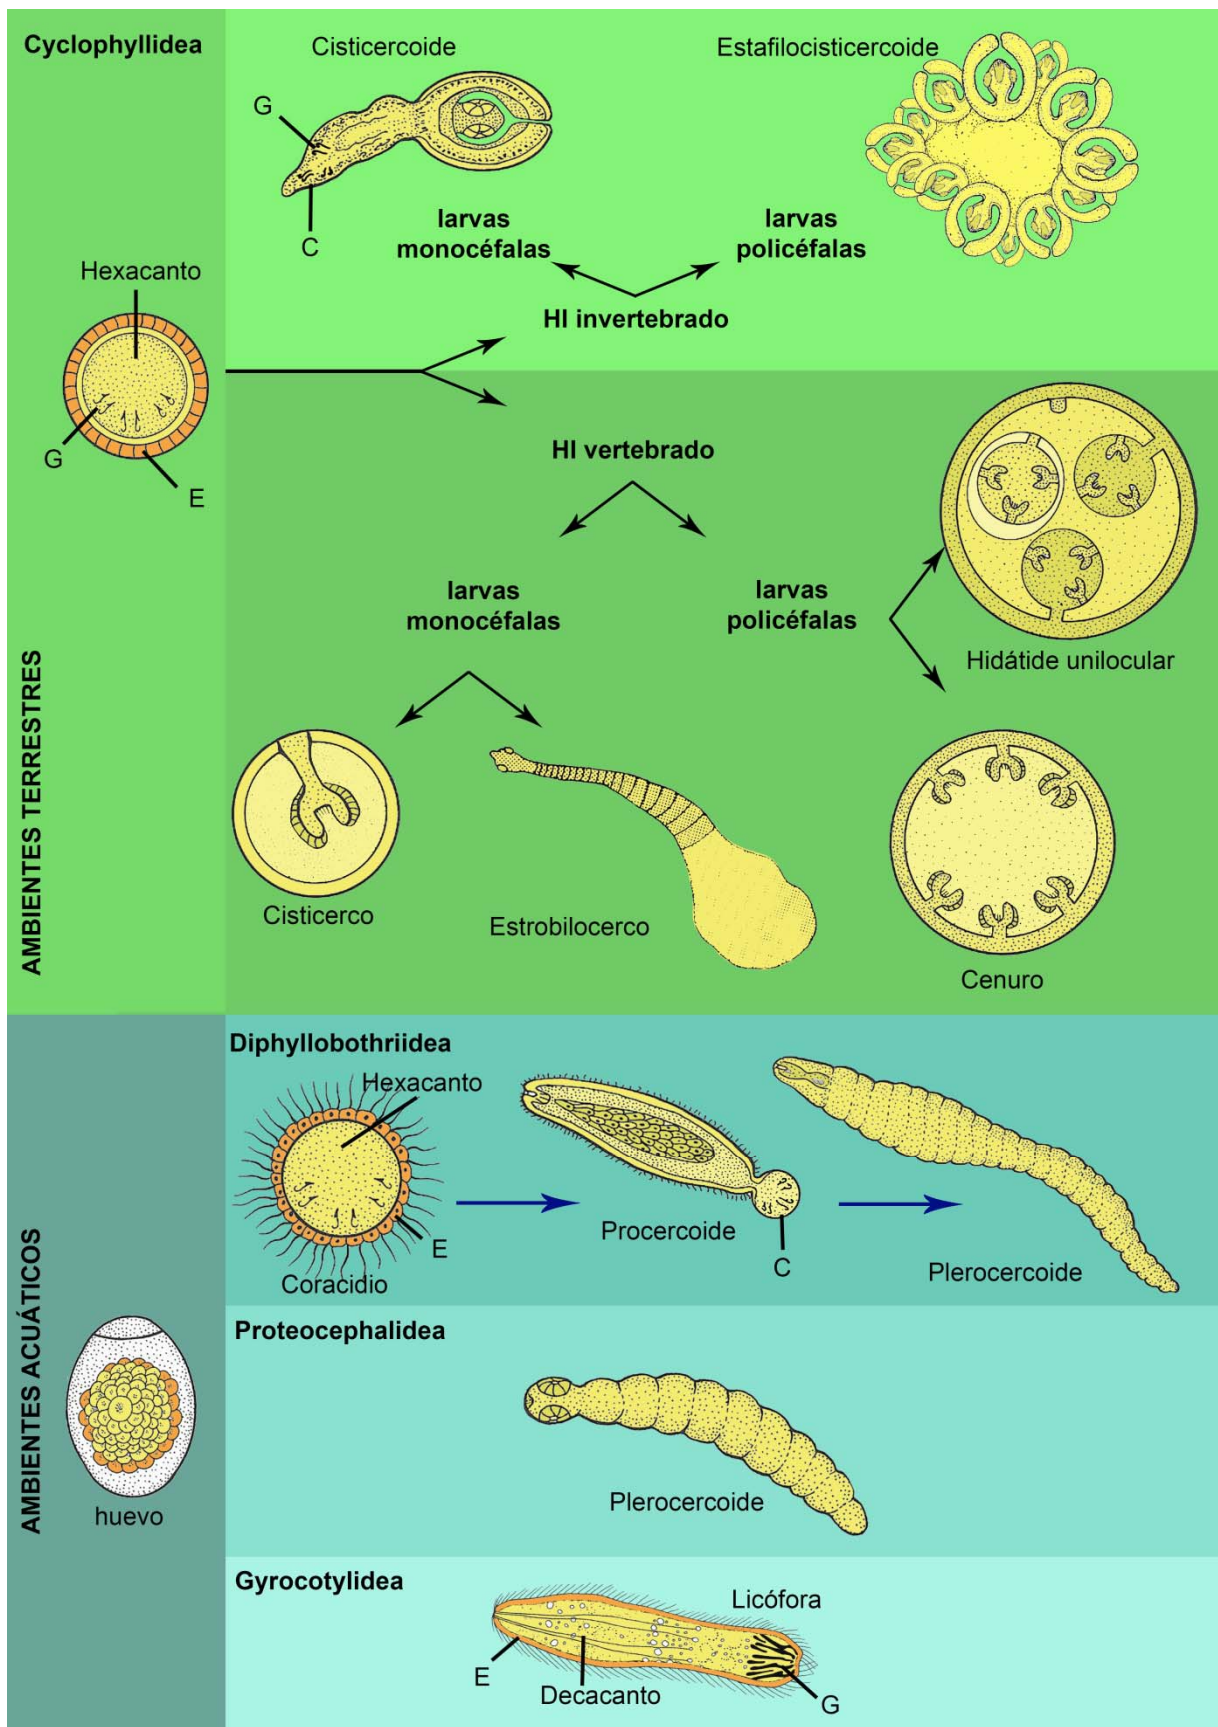 Cyclophyllidea
Cisticercoide
Estafilocisticercoide
G
C
larvas
monocéfalas
larvas
policéfalas
HI invertebrado
Hexacanto
G
E
HI vertebrado
larvas
monocéfalas
larvas
policéfalas
Hidátide unilocular
Cisticerco
Estrobilocerco
Cenuro
AMBIENTES TERRESTRES
Diphyllobothriidea
Hexacanto
E
Coracidio
Procercoide
C
Plerocercoide
AMBIENTES ACUÁTICOS
huevo
Proteocephalidea
Plerocercoide
Gyrocotylidea
Licófora
E
Decacanto
G